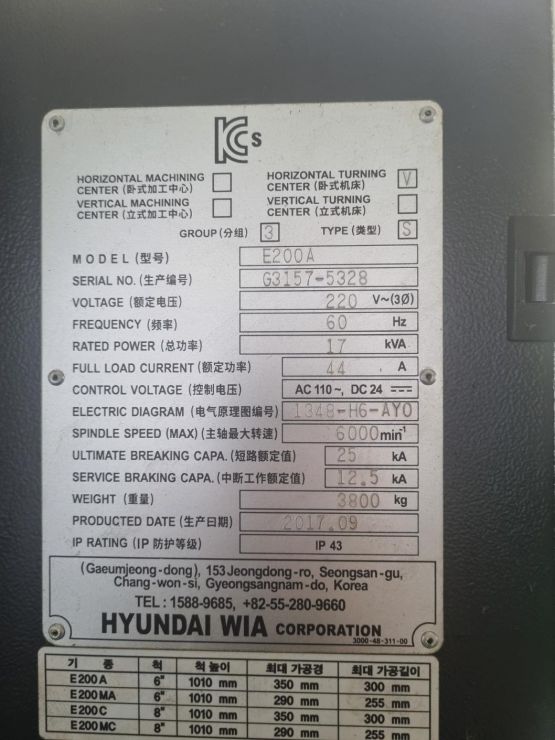 KCs
HORIZONTAL MACHINING CENTER (卧式加工中心)
HORIZONTAL TURNING CENTER (卧式机床) V
VERTICAL MACHINING CENTER (立式加工中心)
VERTICAL TURNING CENTER (立式机床)
GROUP (分组) 3 TYPE (类型) S
MODEL (型号) E200A
SERIAL NO. (生产编号) G3157-5328
VOLTAGE (额定电压) 220 V~(3Ø)
FREQUENCY (频率) 60 Hz
RATED POWER (总功率) 17 kVA
FULL LOAD CURRENT (额定功率) 44 A
CONTROL VOLTAGE (控制电压) AC 110~, DC 24 ⎓
ELECTRIC DIAGRAM (电气原理图编号) 1348-H6-AY0
SPINDLE SPEED (MAX) (主轴最大转速) 6000 min⁻¹
ULTIMATE BREAKING CAPA. (短路额定值) 25 kA
SERVICE BRAKING CAPA. (中断工作额定值) 12.5 kA
WEIGHT (重量) 3800 kg
PRODUCTED DATE (生产日期) 2017.09
IP RATING (IP 防护等级) IP 43
(Gaeumjeong-dong), 153 Jeongdong-ro, Seongsan-gu,
Chang-won-si, Gyeongsangnam-do, Korea
TEL : 1588-9685, +82-55-280-9660
HYUNDAI WIA CORPORATION
3000-48-311-00
기 종 척 척 높이 최대 가공경 최대 가공길이
E200A 6" 1010 mm 350 mm 300 mm
E200MA 6" 1010 mm 290 mm 255 mm
E200C 8" 1010 mm 350 mm 300 mm
E200MC 8" 1010 mm 290 mm 255 mm